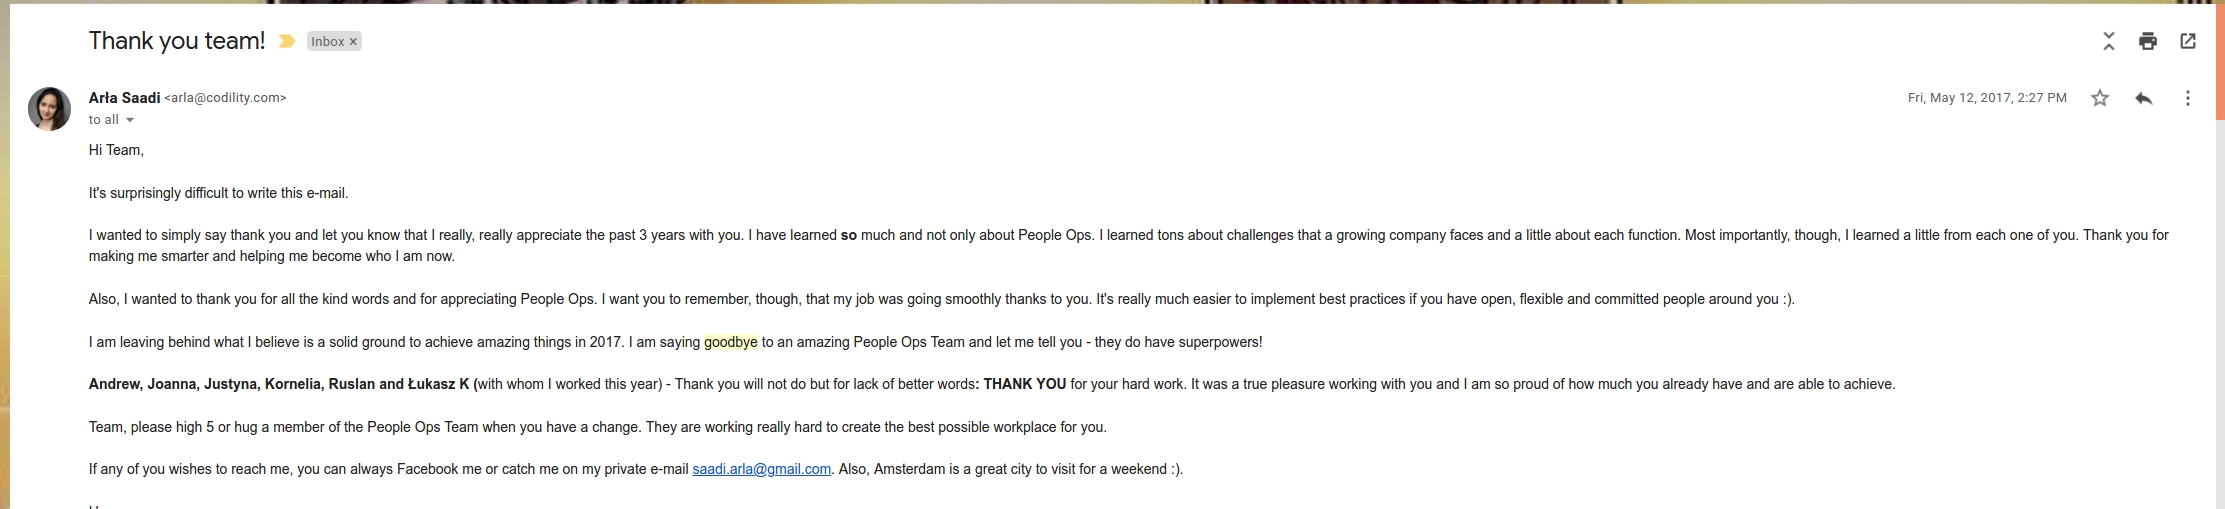 Thank you team! Inbox ×
Arła Saadi <arla@codility.com> Fri, May 12, 2017, 2:27 PM
to all
Hi Team,
It's surprisingly difficult to write this e-mail.
I wanted to simply say thank you and let you know that I really, really appreciate the past 3 years with you. I have learned so much and not only about People Ops. I learned tons about challenges that a growing company faces and a little about each function. Most importantly, though, I learned a little from each one of you. Thank you for
making me smarter and helping me become who I am now.
Also, I wanted to thank you for all the kind words and for appreciating People Ops. I want you to remember, though, that my job was going smoothly thanks to you. It's really much easier to implement best practices if you have open, flexible and committed people around you :).
I am leaving behind what I believe is a solid ground to achieve amazing things in 2017. I am saying goodbye to an amazing People Ops Team and let me tell you - they do have superpowers!
Andrew, Joanna, Justyna, Kornelia, Ruslan and Łukasz K (with whom I worked this year) - Thank you will not do but for lack of better words: THANK YOU for your hard work. It was a true pleasure working with you and I am so proud of how much you already have and are able to achieve.
Team, please high 5 or hug a member of the People Ops Team when you have a change. They are working really hard to create the best possible workplace for you.
If any of you wishes to reach me, you can always Facebook me or catch me on my private e-mail saadi.arla@gmail.com. Also, Amsterdam is a great city to visit for a weekend :).